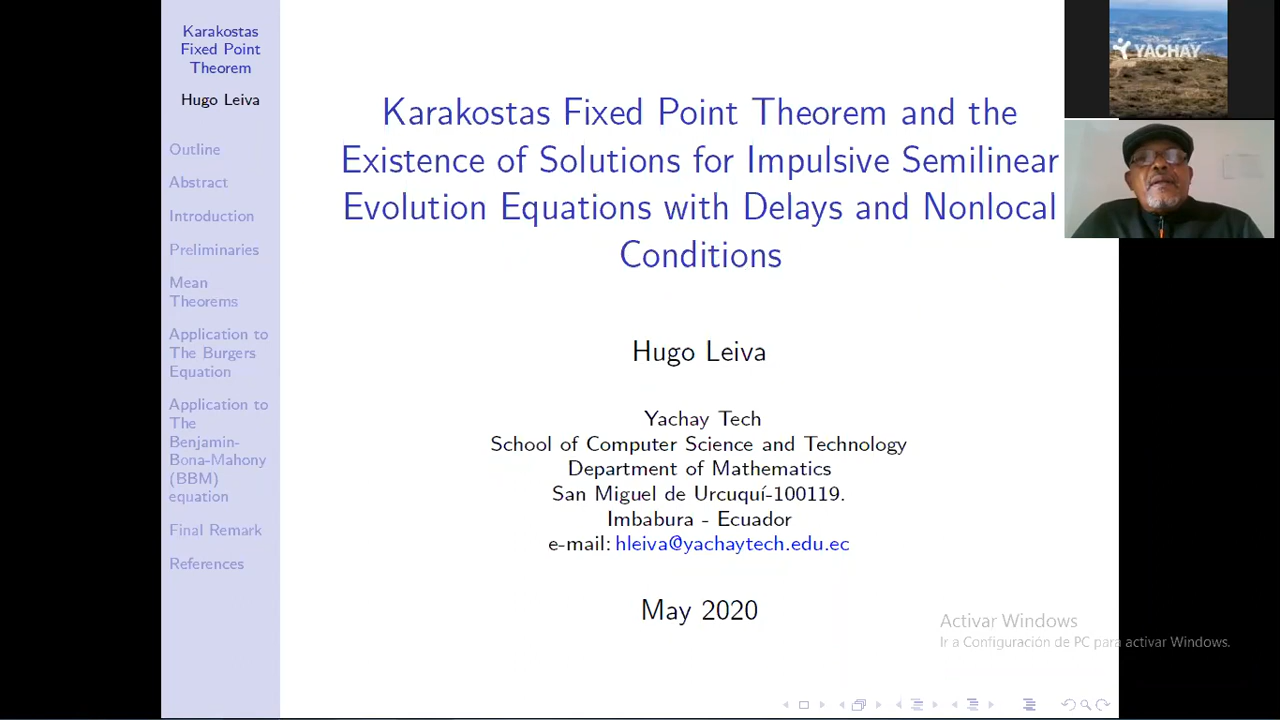 Karakostas
Fixed Point
Theorem
Hugo Leiva
Outline
Abstract
Introduction
Preliminaries
Mean
Theorems
Application to
The Burgers
Equation
Application to
The
Benjamin-
Bona-Mahony
(BBM)
equation
Final Remark
References
Karakostas Fixed Point Theorem and the
Existence of Solutions for Impulsive Semilinear
Evolution Equations with Delays and Nonlocal
Conditions
Hugo Leiva
Yachay Tech
School of Computer Science and Technology
Department of Mathematics
San Miguel de Urcuquí-100119.
Imbabura - Ecuador
e-mail: hleiva@yachaytech.edu.ec
May 2020
YACHAY
Activar Windows
Ir a Configuración de PC para activar Windows.